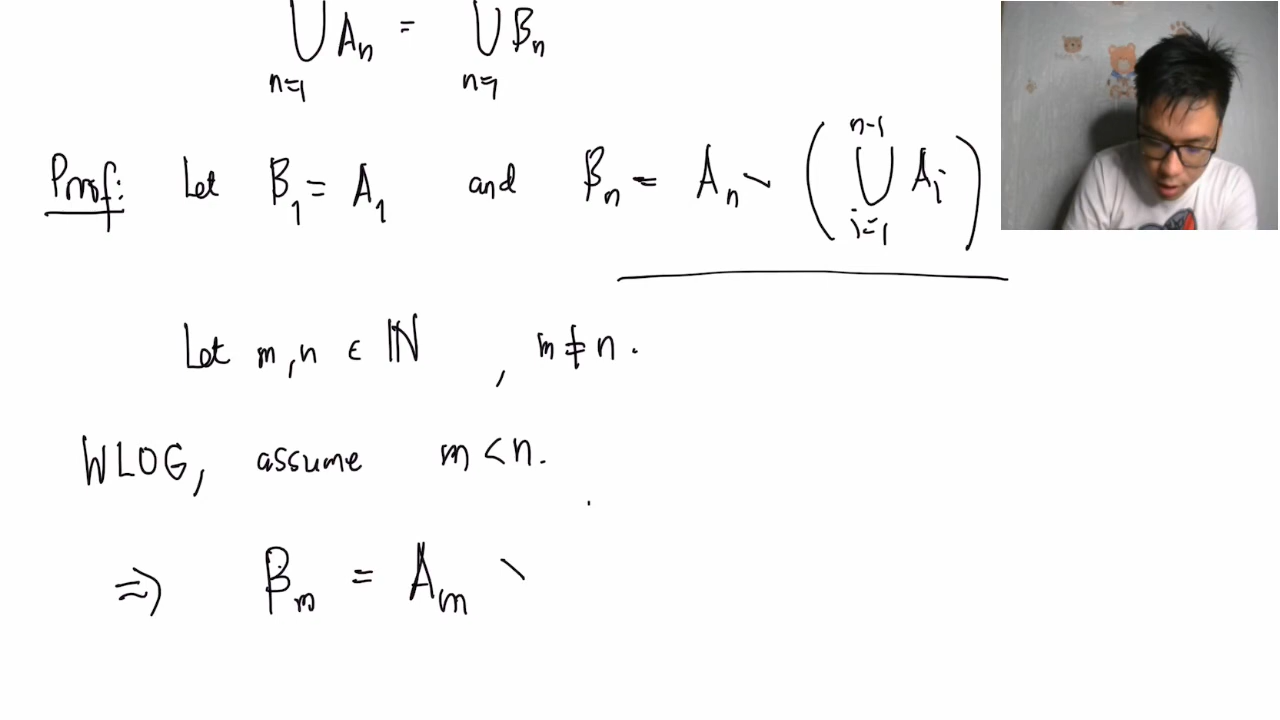 ⋃_{n=1} A_n = ⋃_{n=1} B_n
Proof: Let B_1 = A_1 and B_n = A_n \ ( ⋃_{i=1}^{n-1} A_i )
Let m, n ∈ ℕ , m ≠ n.
WLOG, assume m < n.
⇒ B_m = A_m \